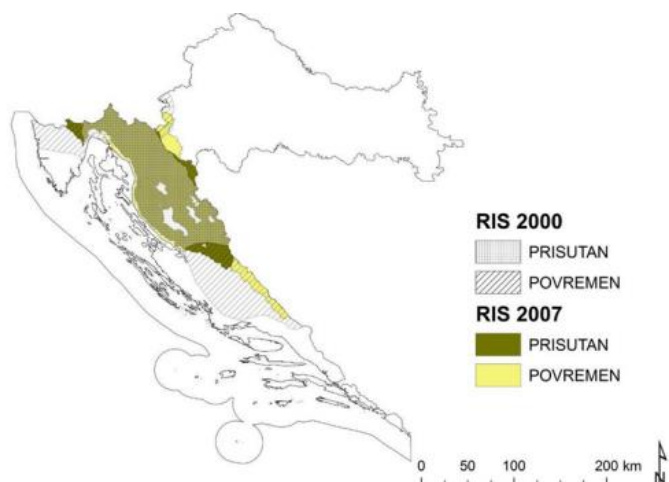 RIS 2000
PRISUTAN
POVREMEN
RIS 2007
PRISUTAN
POVREMEN
0 50 100 200 km